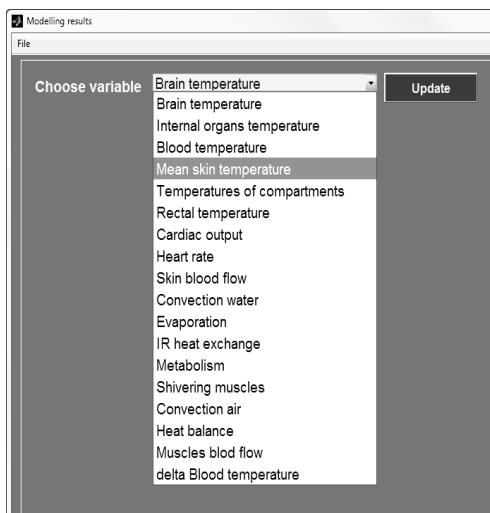 Modelling results
File
Choose variable Brain temperature Update
Brain temperature
Internal organs temperature
Blood temperature
Mean skin temperature
Temperatures of compartments
Rectal temperature
Cardiac output
Heart rate
Skin blood flow
Convection water
Evaporation
IR heat exchange
Metabolism
Shivering muscles
Convection air
Heat balance
Muscles blod flow
delta Blood temperature